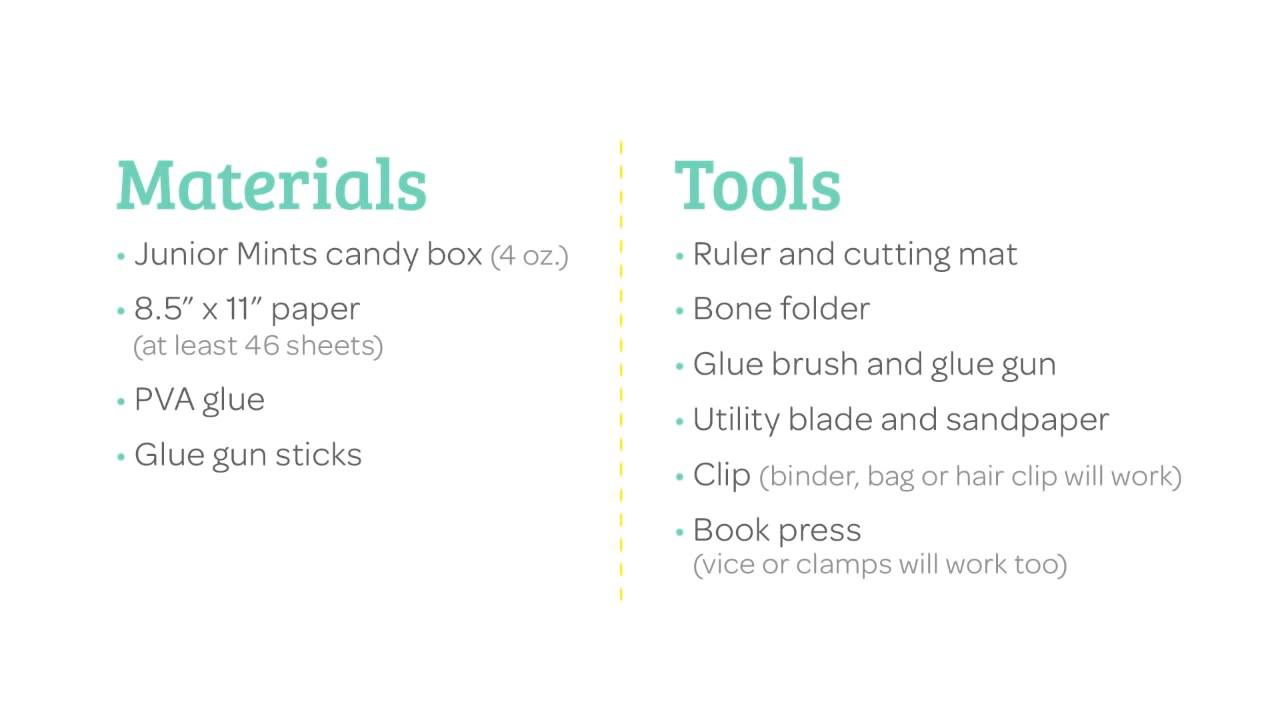 Materials
• Junior Mints candy box (4 oz.)
• 8.5” x 11” paper
(at least 46 sheets)
• PVA glue
• Glue gun sticks
Tools
• Ruler and cutting mat
• Bone folder
• Glue brush and glue gun
• Utility blade and sandpaper
• Clip (binder, bag or hair clip will work)
• Book press
(vice or clamps will work too)